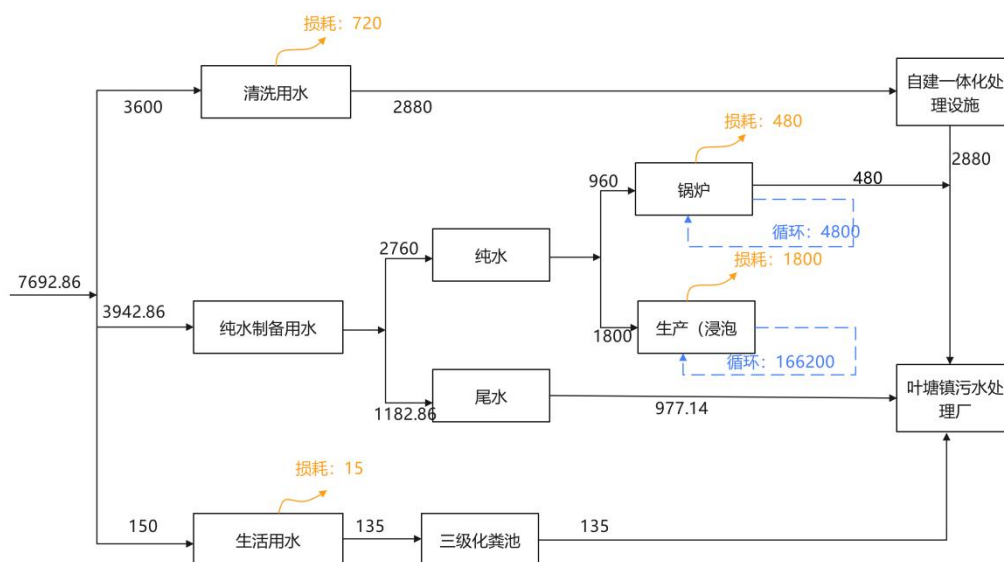 损耗：720
清洗用水
3600
2880
自建一体化处
理设施
2880
损耗：480
960
锅炉
480
循环：4800
2760
纯水
7692.86
3942.86
纯水制备用水
损耗：1800
1800
生产（浸泡
循环：166200
1182.86
尾水
977.14
叶塘镇污水处
理厂
损耗：15
150
生活用水
135
三级化粪池
135